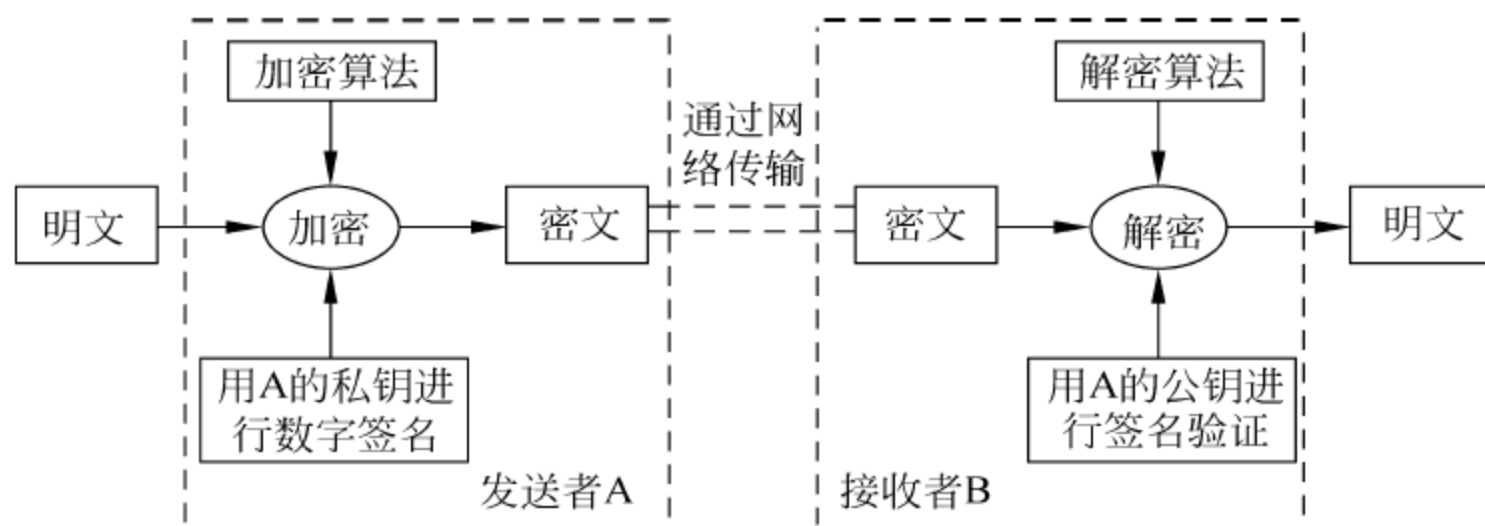 加密算法
解密算法
通过网
络传输
明文
加密
密文
密文
解密
明文
用A的私钥进
行数字签名
用A的公钥进
行签名验证
发送者A
接收者B